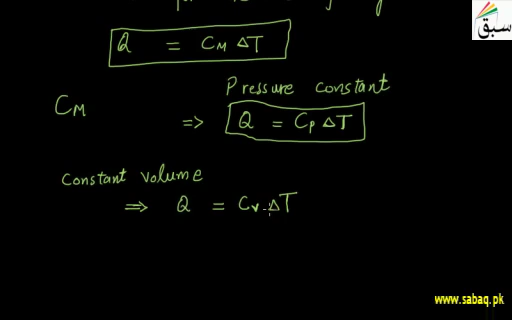 سبق
Q = CM ΔT
Pressure constant
CM
=> Q = CP ΔT
Constant volume
=> Q = Cv ΔT
www.sabaq.pk